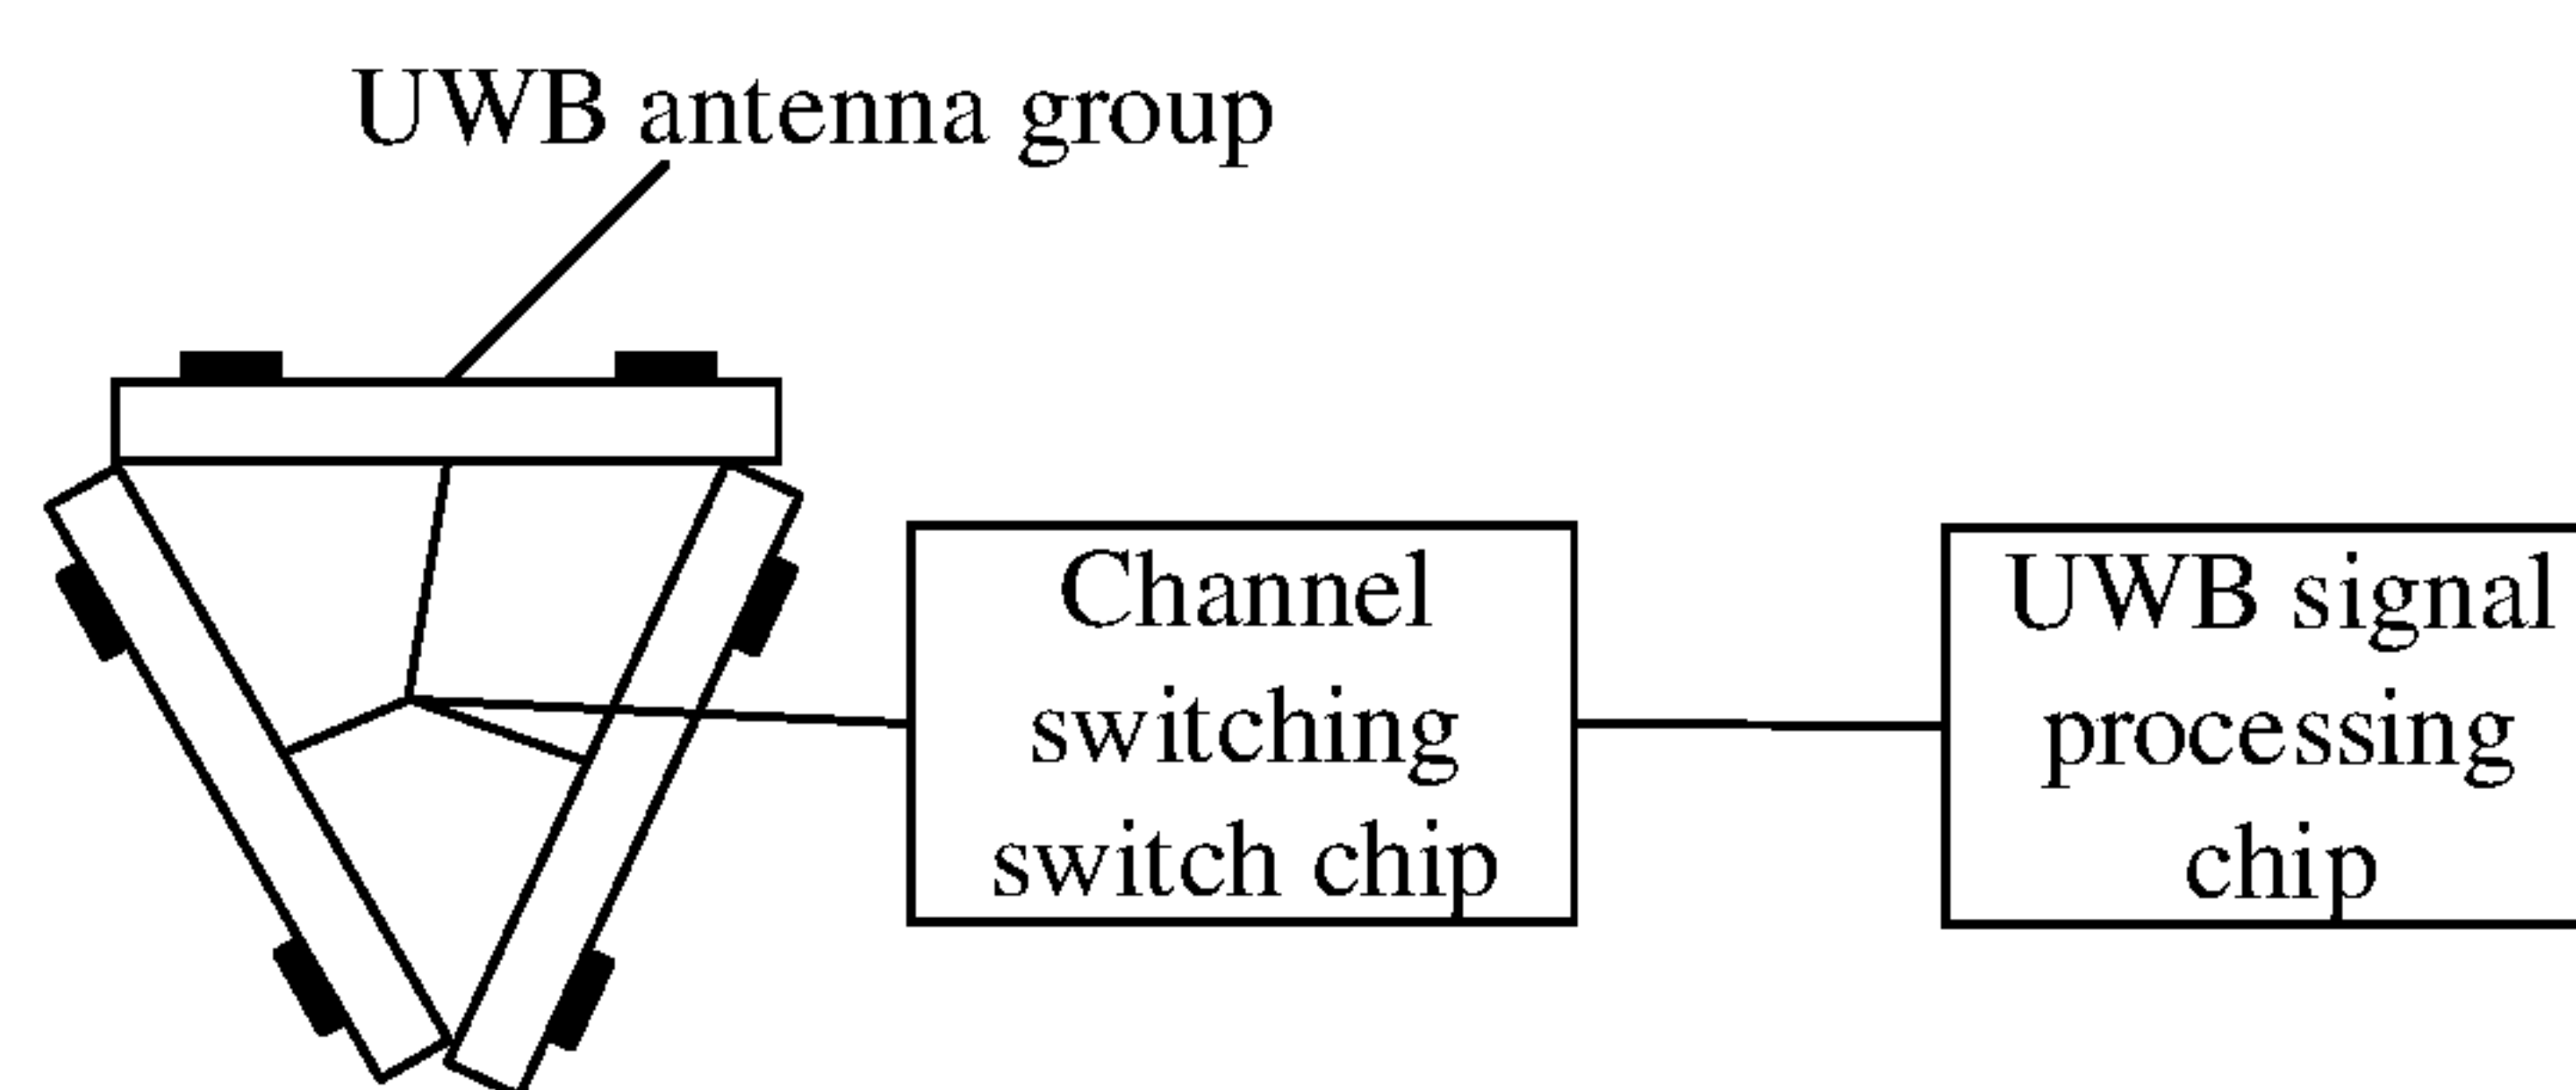 UWB antenna group
Channel
switching
switch chip
UWB signal
processing
chip